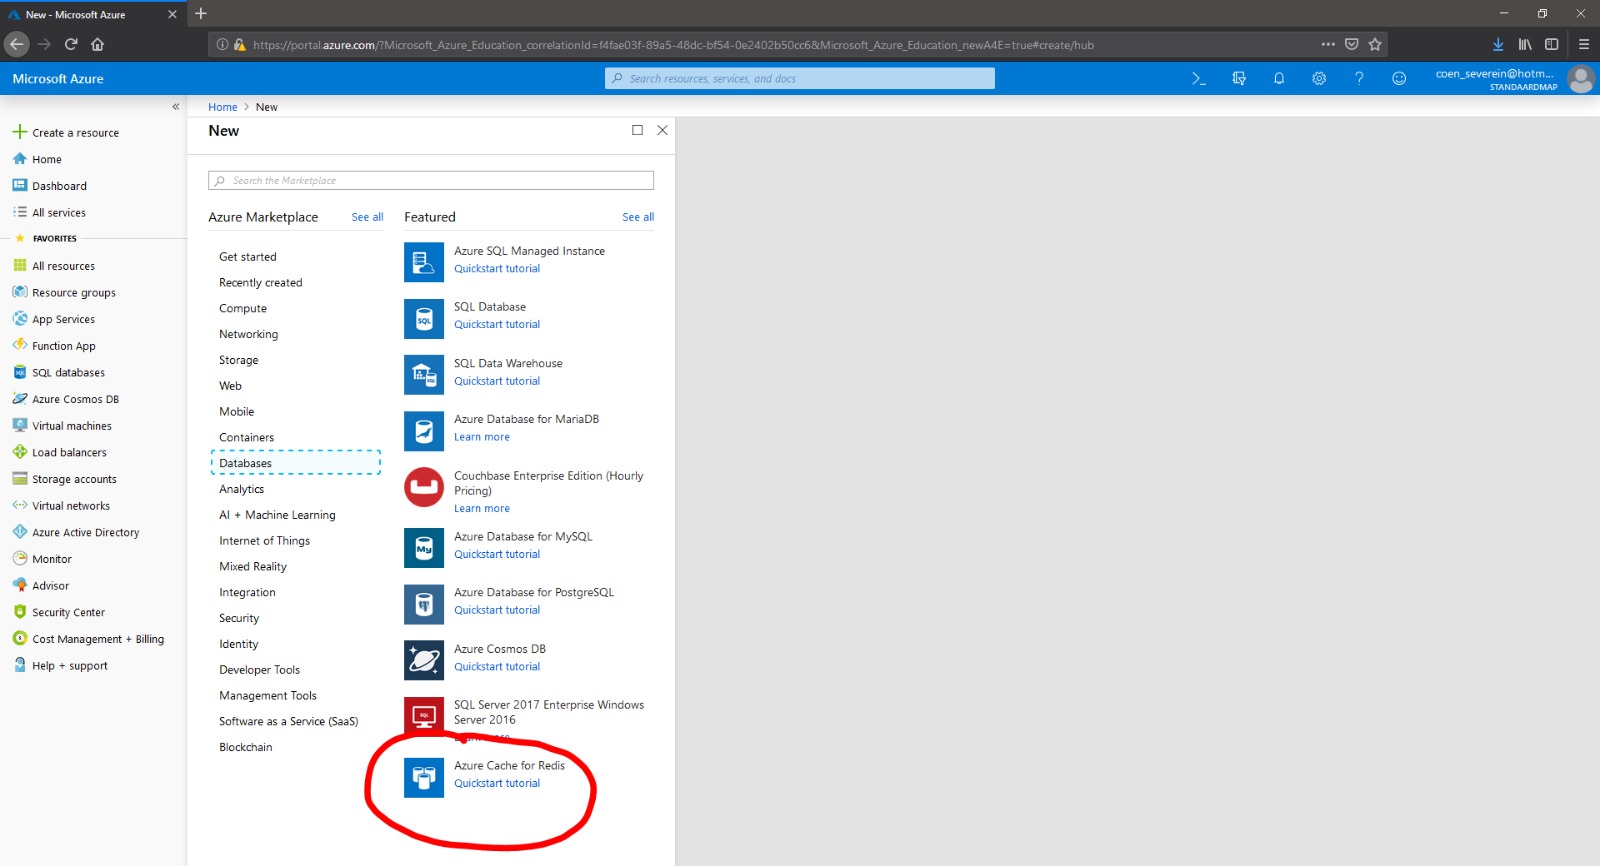 New - Microsoft Azure
https://portal.azure.com/?Microsoft_Azure_Education_correlationId=f4fae03f-89a5-48dc-bf54-0e2402b50cc6&Microsoft_Azure_Education_newA4E=true#create/hub
Microsoft Azure
Search resources, services, and docs
coen_severein@hotm...
STANDAARDMAP
Home > New
Create a resource
Home
Dashboard
All services
FAVORITES
All resources
Resource groups
App Services
Function App
SQL databases
Azure Cosmos DB
Virtual machines
Load balancers
Storage accounts
Virtual networks
Azure Active Directory
Monitor
Advisor
Security Center
Cost Management + Billing
Help + support
New
Search the Marketplace
Azure Marketplace
See all
Get started
Recently created
Compute
Networking
Storage
Web
Mobile
Containers
Databases
Analytics
AI + Machine Learning
Internet of Things
Mixed Reality
Integration
Security
Identity
Developer Tools
Management Tools
Software as a Service (SaaS)
Blockchain
Featured
See all
Azure SQL Managed Instance
Quickstart tutorial
SQL
SQL Database
Quickstart tutorial
SQL Data Warehouse
Quickstart tutorial
Azure Database for MariaDB
Learn more
Couchbase Enterprise Edition (Hourly
Pricing)
Learn more
My
Azure Database for MySQL
Quickstart tutorial
Azure Database for PostgreSQL
Quickstart tutorial
Azure Cosmos DB
Quickstart tutorial
SQL
SQL Server 2017 Enterprise Windows
Server 2016
Learn more
Azure Cache for Redis
Quickstart tutorial